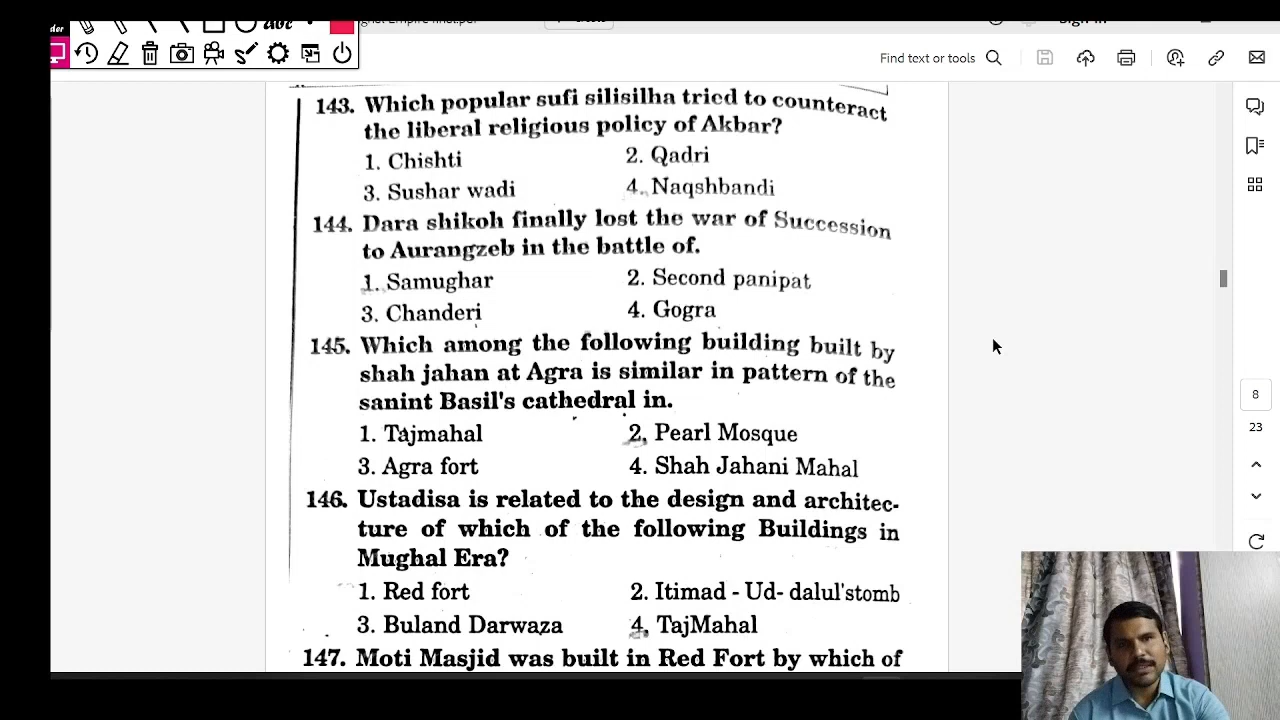 der
abc
Find text or tools
143. Which popular sufi silisilha tried to counteract
the liberal religious policy of Akbar?
1. Chishti 2. Qadri
3. Sushar wadi 4. Naqshbandi
144. Dara shikoh finally lost the war of Succession
to Aurangzeb in the battle of.
1. Samughar 2. Second panipat
3. Chanderi 4. Gogra
145. Which among the following building built by
shah jahan at Agra is similar in pattern of the
sanint Basil's cathedral in.
1. Tajmahal 2. Pearl Mosque
3. Agra fort 4. Shah Jahani Mahal
146. Ustadisa is related to the design and architec-
ture of which of the following Buildings in
Mughal Era?
1. Red fort 2. Itimad - Ud- dalul'stomb
3. Buland Darwaza 4. TajMahal
147. Moti Masjid was built in Red Fort by which of
8
23